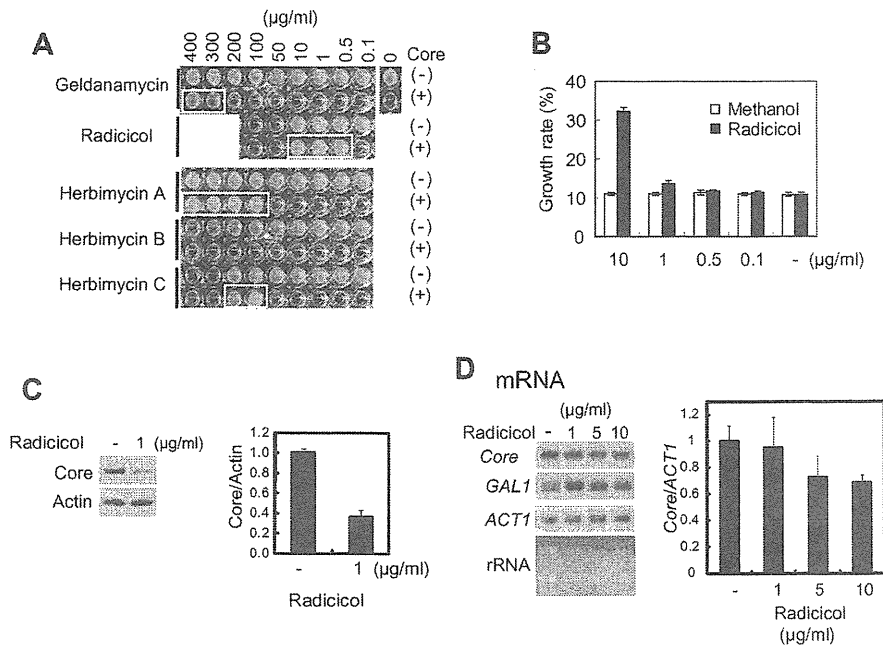 A
(µg/ml)
400 300 200 100 50 10 1 0.5 0.1 0 Core
Geldanamycin (-)
(+)
Radicicol (-)
(+)
Herbimycin A (-)
(+)
Herbimycin B (-)
(+)
Herbimycin C (-)
(+)
B
Growth rate (%)
40
30
20
10
0
Methanol
Radicicol
10 1 0.5 0.1 - (µg/ml)
C
Radicicol - 1 (µg/ml)
Core
Actin
Core/Actin
1.2
1.0
0.8
0.6
0.4
0.2
0.0
- 1 (µg/ml)
Radicicol
D
mRNA
(µg/ml)
Radicicol - 1 5 10
Core
GAL1
ACT1
rRNA
Core/ACT1
1.2
1
0.8
0.6
0.4
0.2
0
- 1 5 10
Radicicol
(µg/ml)